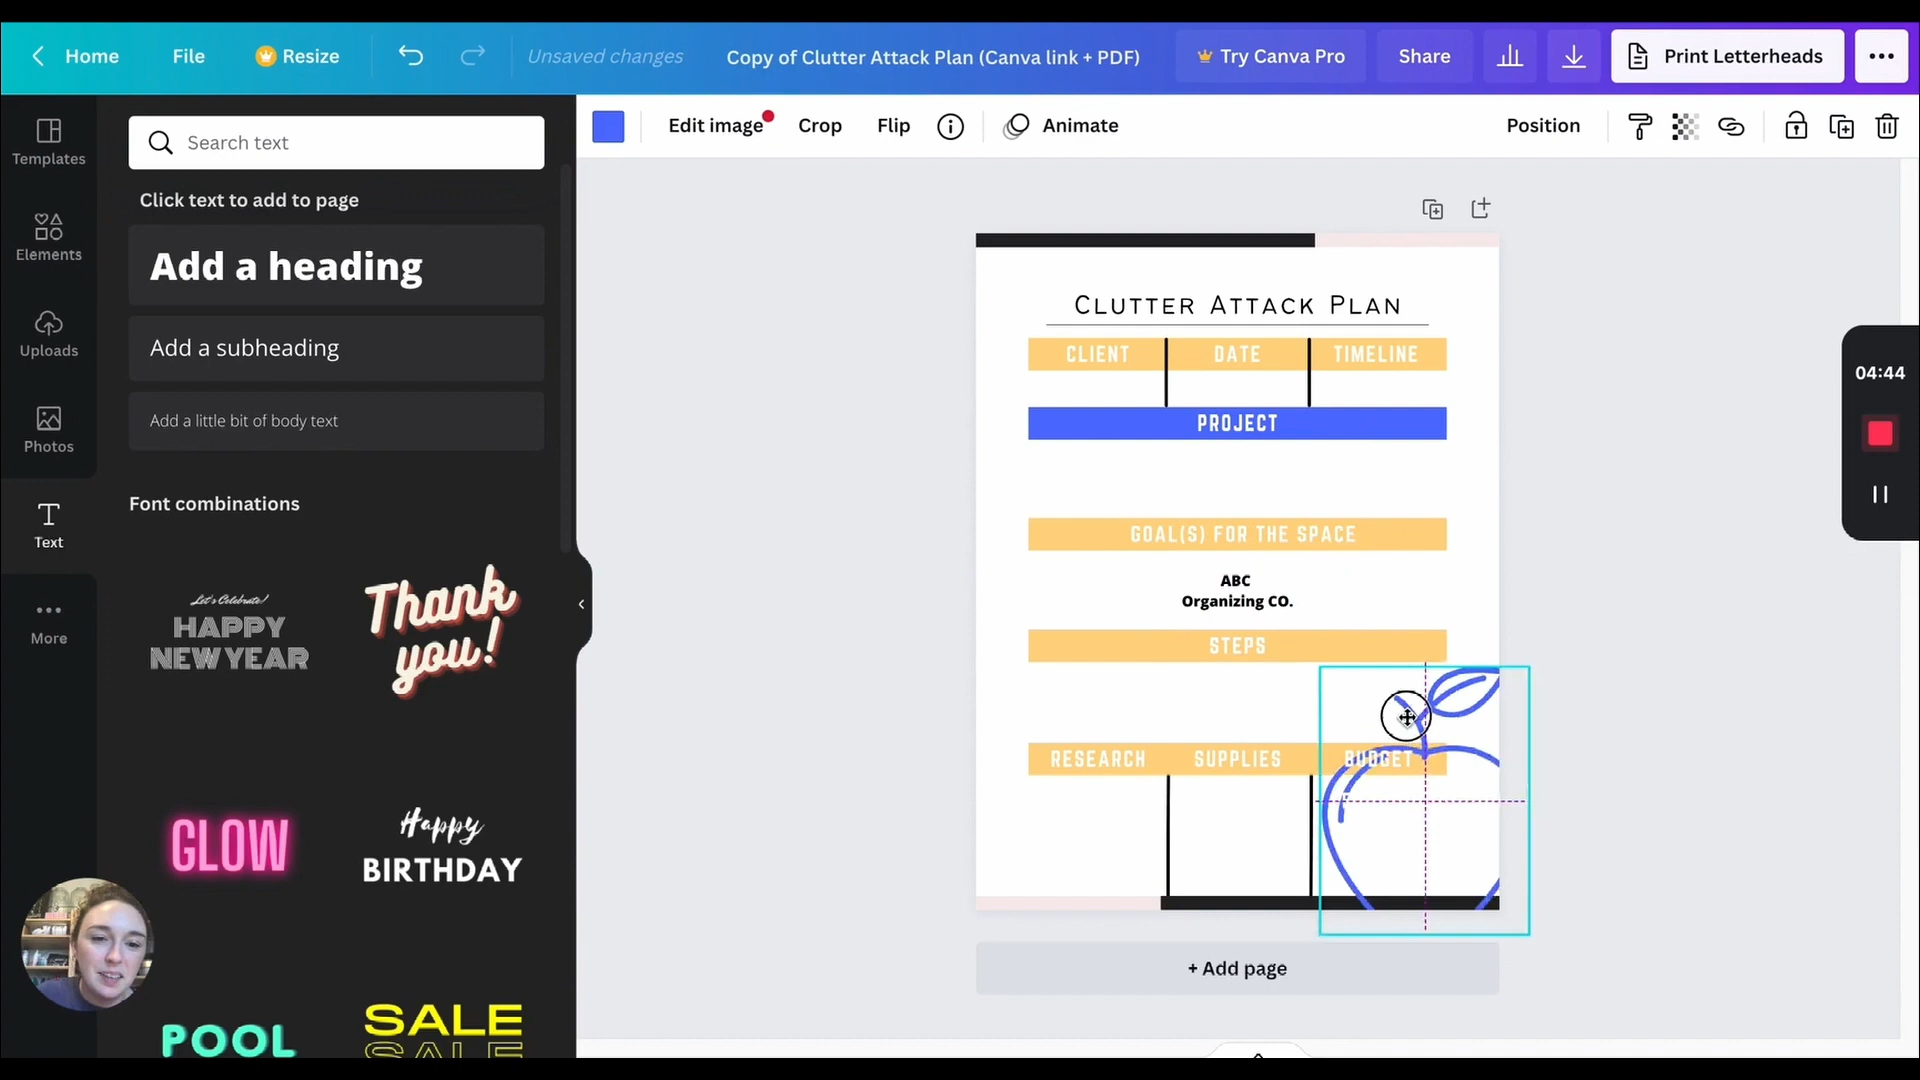 Home File Resize Unsaved changes Copy of Clutter Attack Plan (Canva link + PDF) Try Canva Pro Share Print Letterheads
Edit image Crop Flip Animate Position
Templates
Elements
Uploads
Photos
Text
More
Search text
Click text to add to page
Add a heading
Add a subheading
Add a little bit of body text
Font combinations
Let's Celebrate!
HAPPY
NEW YEAR
Thank
you!
GLOW
Happy
BIRTHDAY
POOL
SALE
SALE
CLUTTER ATTACK PLAN
CLIENT DATE TIMELINE
PROJECT
GOAL(S) FOR THE SPACE
ABC
Organizing CO.
STEPS
RESEARCH SUPPLIES BUDGET
+ Add page
04:44